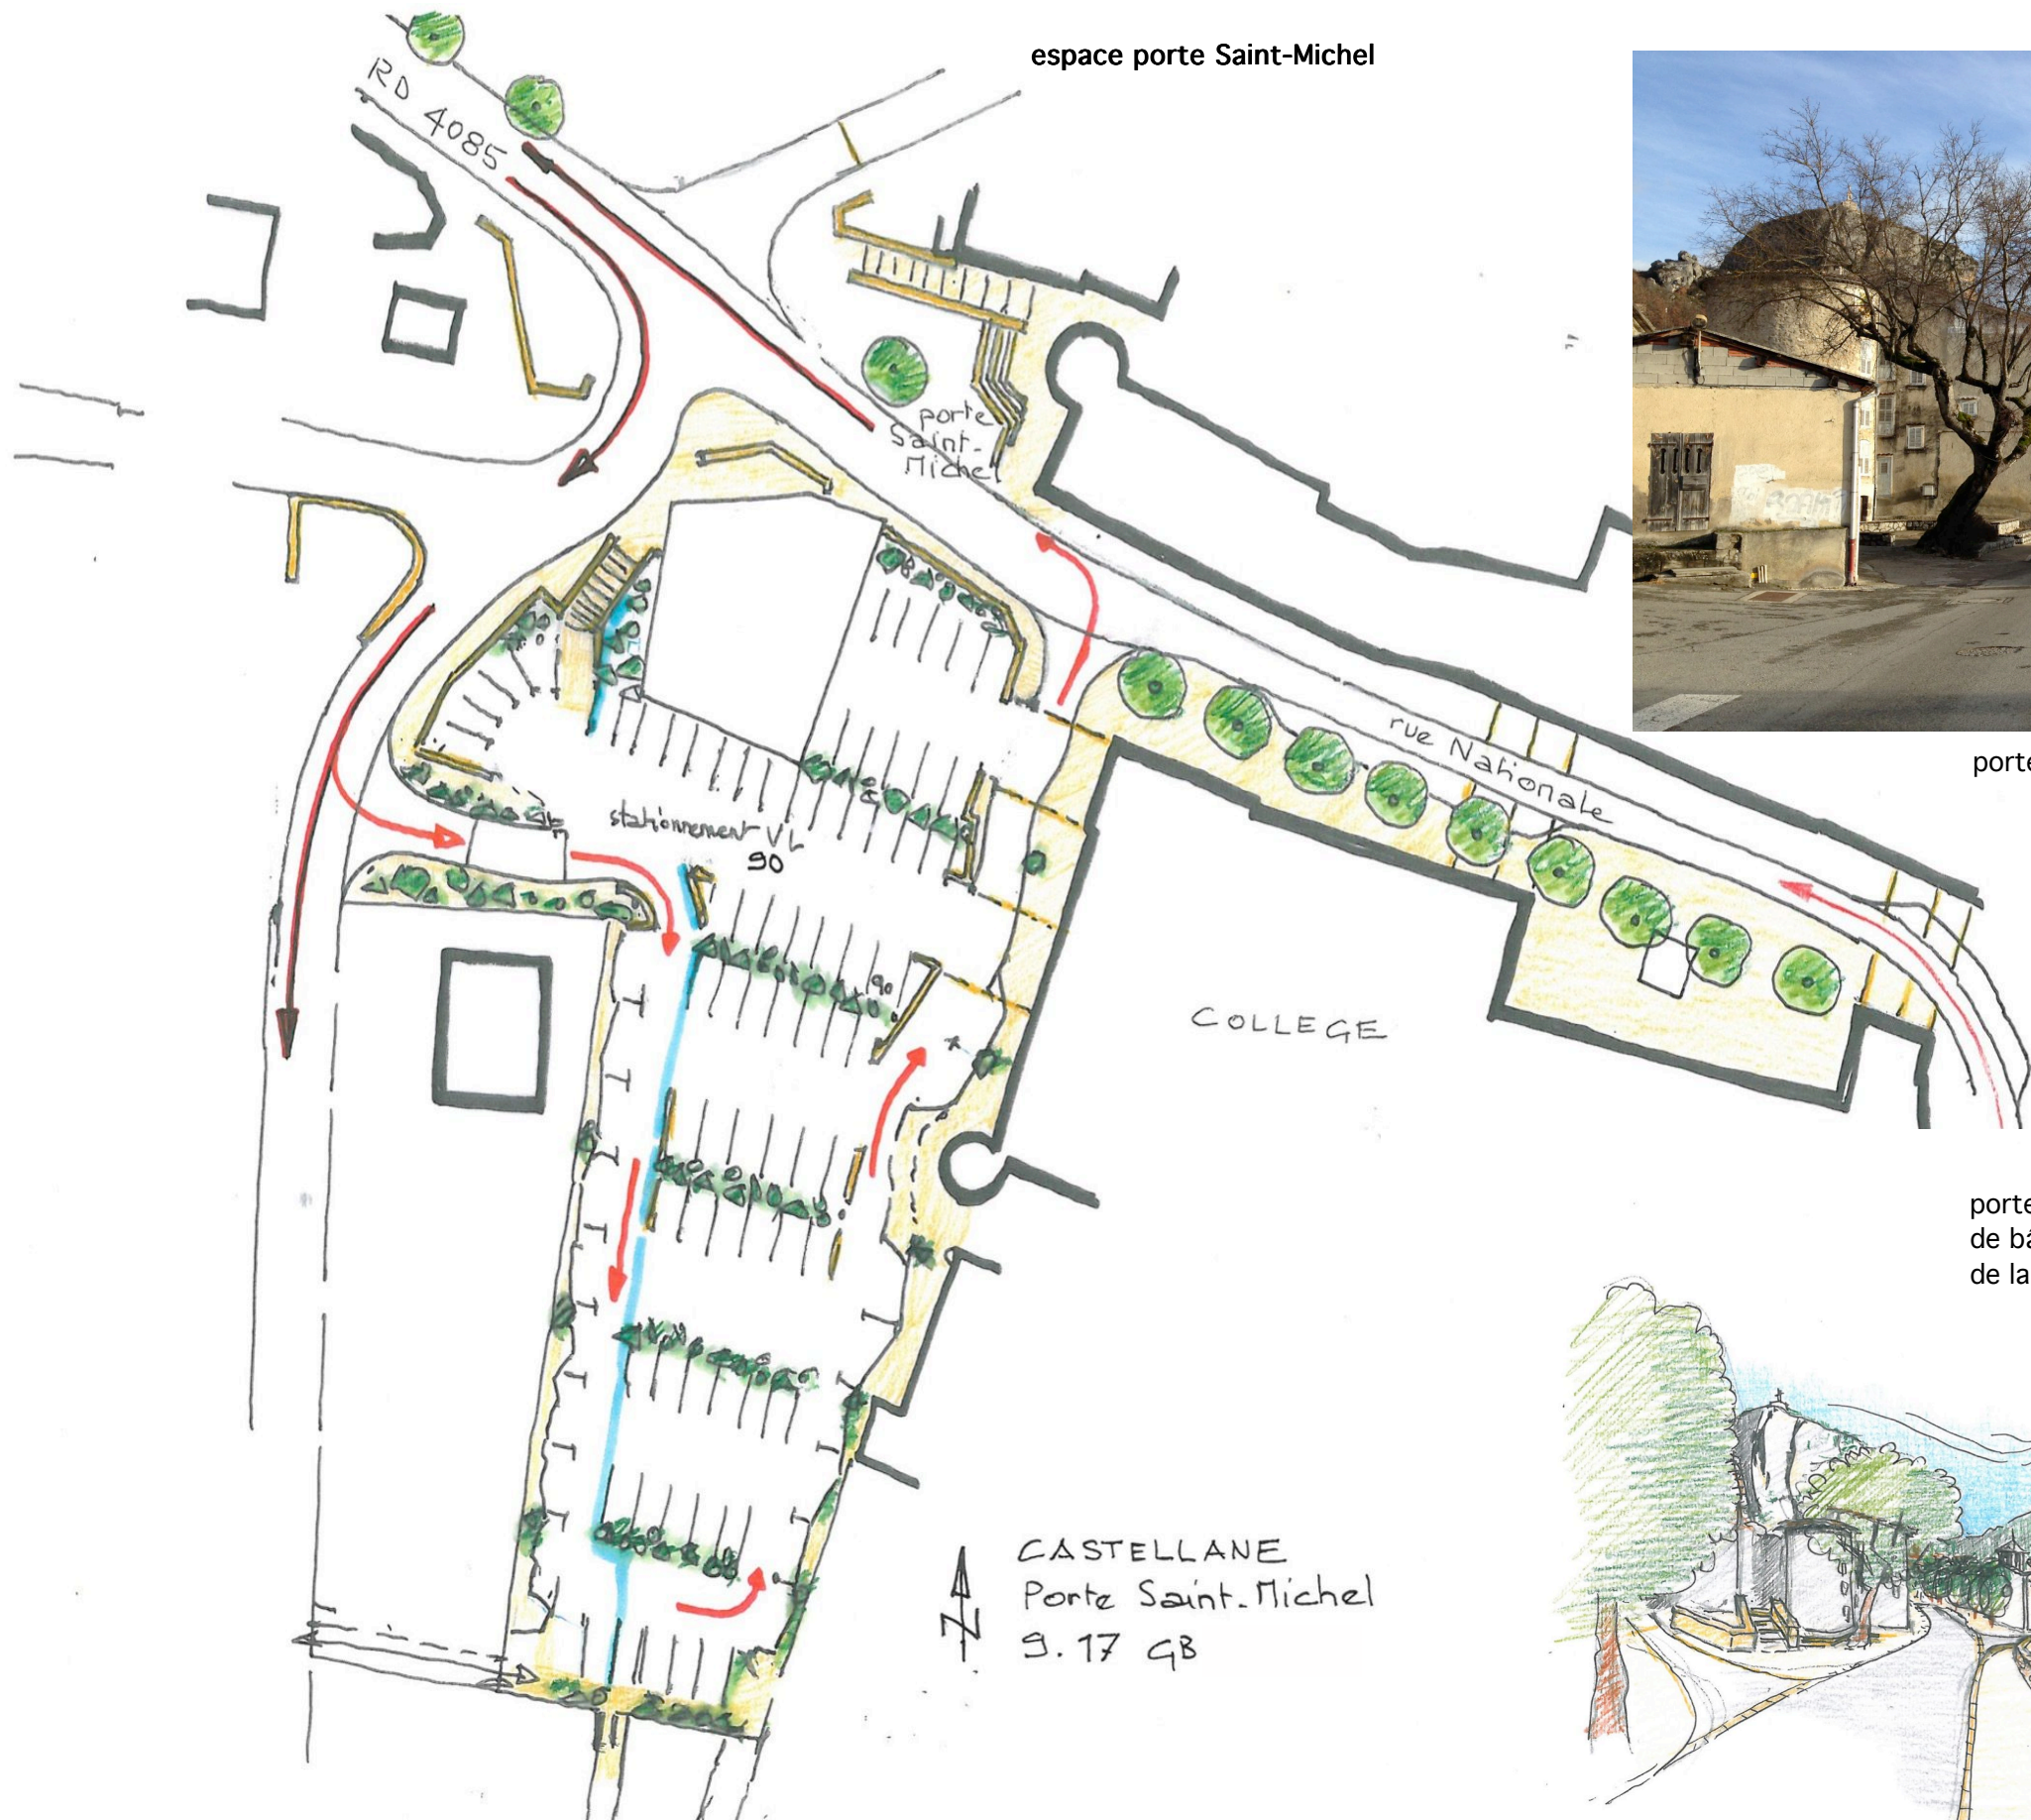 espace porte Saint-Michel
RD 4085
porte
Saint-
Michel
rue Nationale
porte
stationnement VL
90
90
COLLEGE
porte
de bâ
de la
CASTELLANE
Porte Saint-Michel
9.17 GB
N